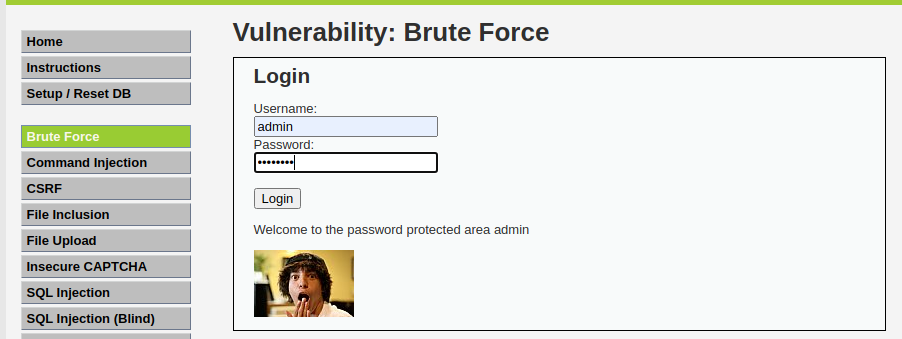 Vulnerability: Brute Force
Home
Instructions
Setup / Reset DB
Brute Force
Command Injection
CSRF
File Inclusion
File Upload
Insecure CAPTCHA
SQL Injection
SQL Injection (Blind)
Login
Username:
admin
Password:
••••••••
Login
Welcome to the password protected area admin